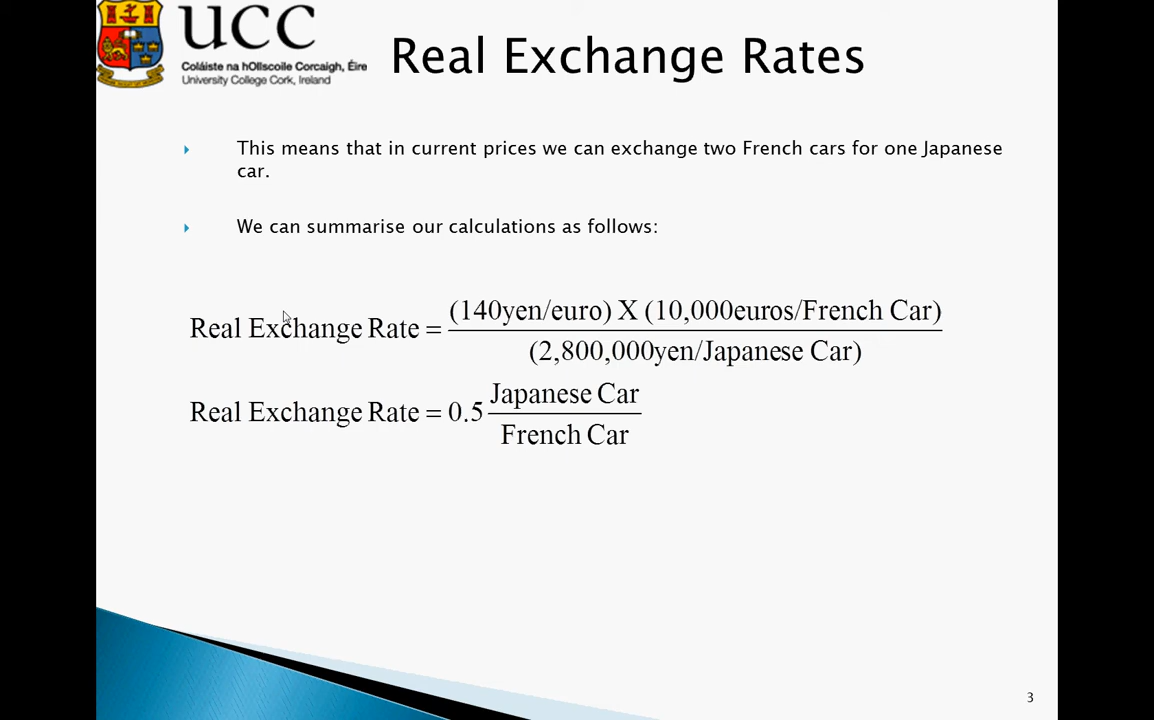 UCC
Coláiste na hOllscoile Corcaigh, Éire
University College Cork, Ireland
Real Exchange Rates
This means that in current prices we can exchange two French cars for one Japanese
car.
We can summarise our calculations as follows:
Real Exchange Rate = (140yen/euro) X (10,000euros/French Car)
(2,800,000yen/Japanese Car)
Real Exchange Rate = 0.5 Japanese Car
French Car
3